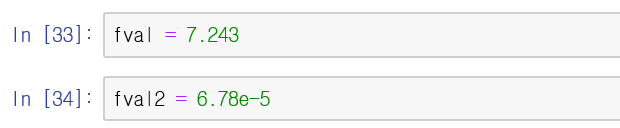 In [33]: fval = 7.243
In [34]: fval2 = 6.78e-5